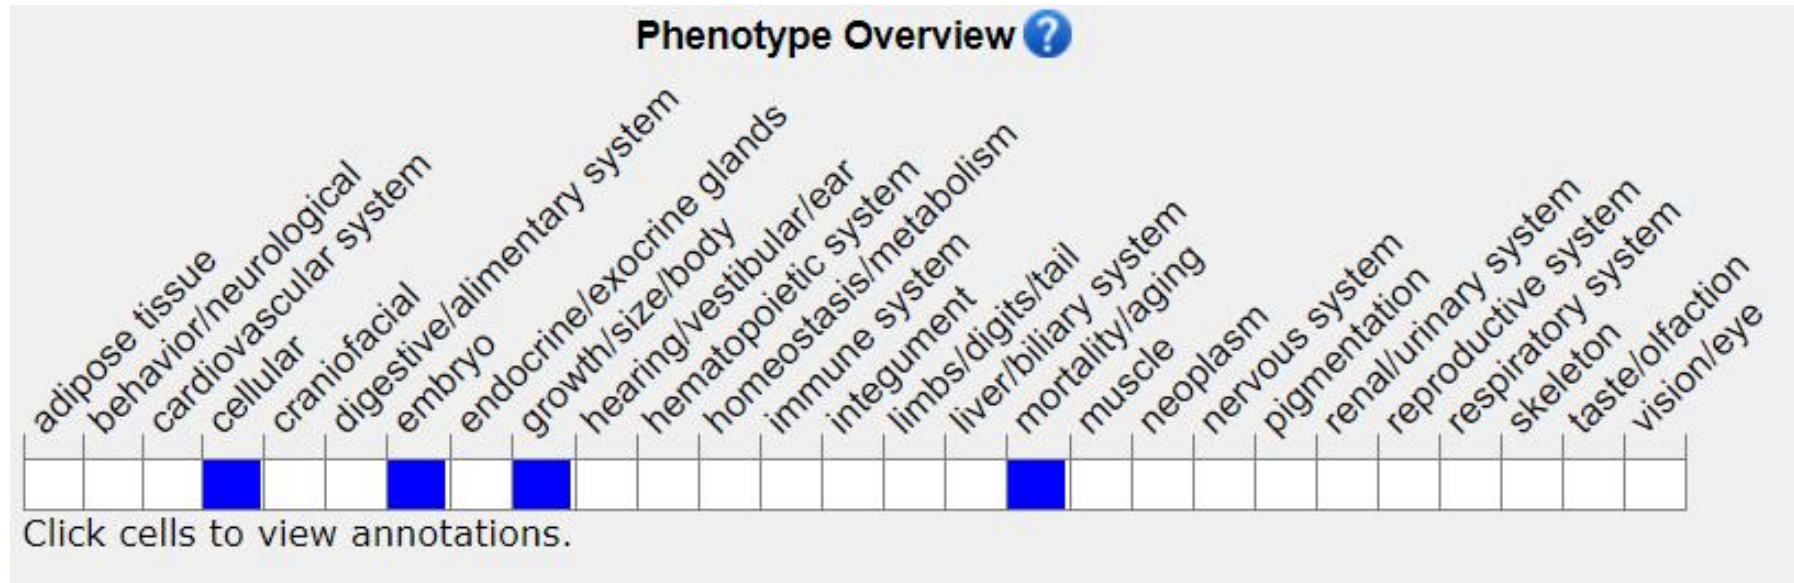 Phenotype Overview ?
adipose tissue
behavior/neurological
cardiovascular system
cellular
craniofacial
digestive/alimentary system
embryo
endocrine/exocrine glands
growth/size/body
hearing/vestibular/ear
hematopoietic system
homeostasis/metabolism
immune system
integument
limbs/digits/tail
liver/biliary system
mortality/aging
muscle
neoplasm
nervous system
pigmentation
renal/urinary system
reproductive system
respiratory system
skeleton
taste/olfaction
vision/eye
Click cells to view annotations.